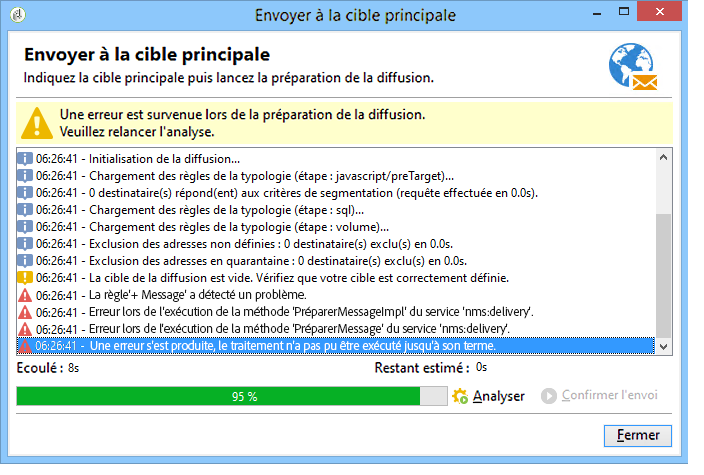 Envoyer à la cible principale
Envoyer à la cible principale
Indiquez la cible principale puis lancez la préparation de la diffusion.
Une erreur est survenue lors de la préparation de la diffusion.
Veuillez relancer l'analyse.
06:26:41 - Initialisation de la diffusion...
06:26:41 - Chargement des règles de la typologie (étape : javascript/preTarget)...
06:26:41 - 0 destinataire(s) répond(ent) aux critères de segmentation (requête effectuée en 0.0s).
06:26:41 - Chargement des règles de la typologie (étape : sql)...
06:26:41 - Chargement des règles de la typologie (étape : volume)...
06:26:41 - Exclusion des adresses non définies : 0 destinataire(s) exclu(s) en 0.0s.
06:26:41 - Exclusion des adresses en quarantaine : 0 destinataire(s) exclu(s) en 0.0s.
06:26:41 - La cible de la diffusion est vide. Vérifiez que votre cible est correctement définie.
06:26:41 - La règle'+ Message' a détecté un problème.
06:26:41 - Erreur lors de l'exécution de la méthode 'PréparerMessageImpl' du service 'nms:delivery'.
06:26:41 - Erreur lors de l'exécution de la méthode 'PréparerMessage' du service 'nms:delivery'.
06:26:41 - Une erreur s'est produite, le traitement n'a pas pu être exécuté jusqu'à son terme.
Ecoulé : 8s Restant estimé : 0s
95 % Analyser Confirmer l'envoi
Fermer